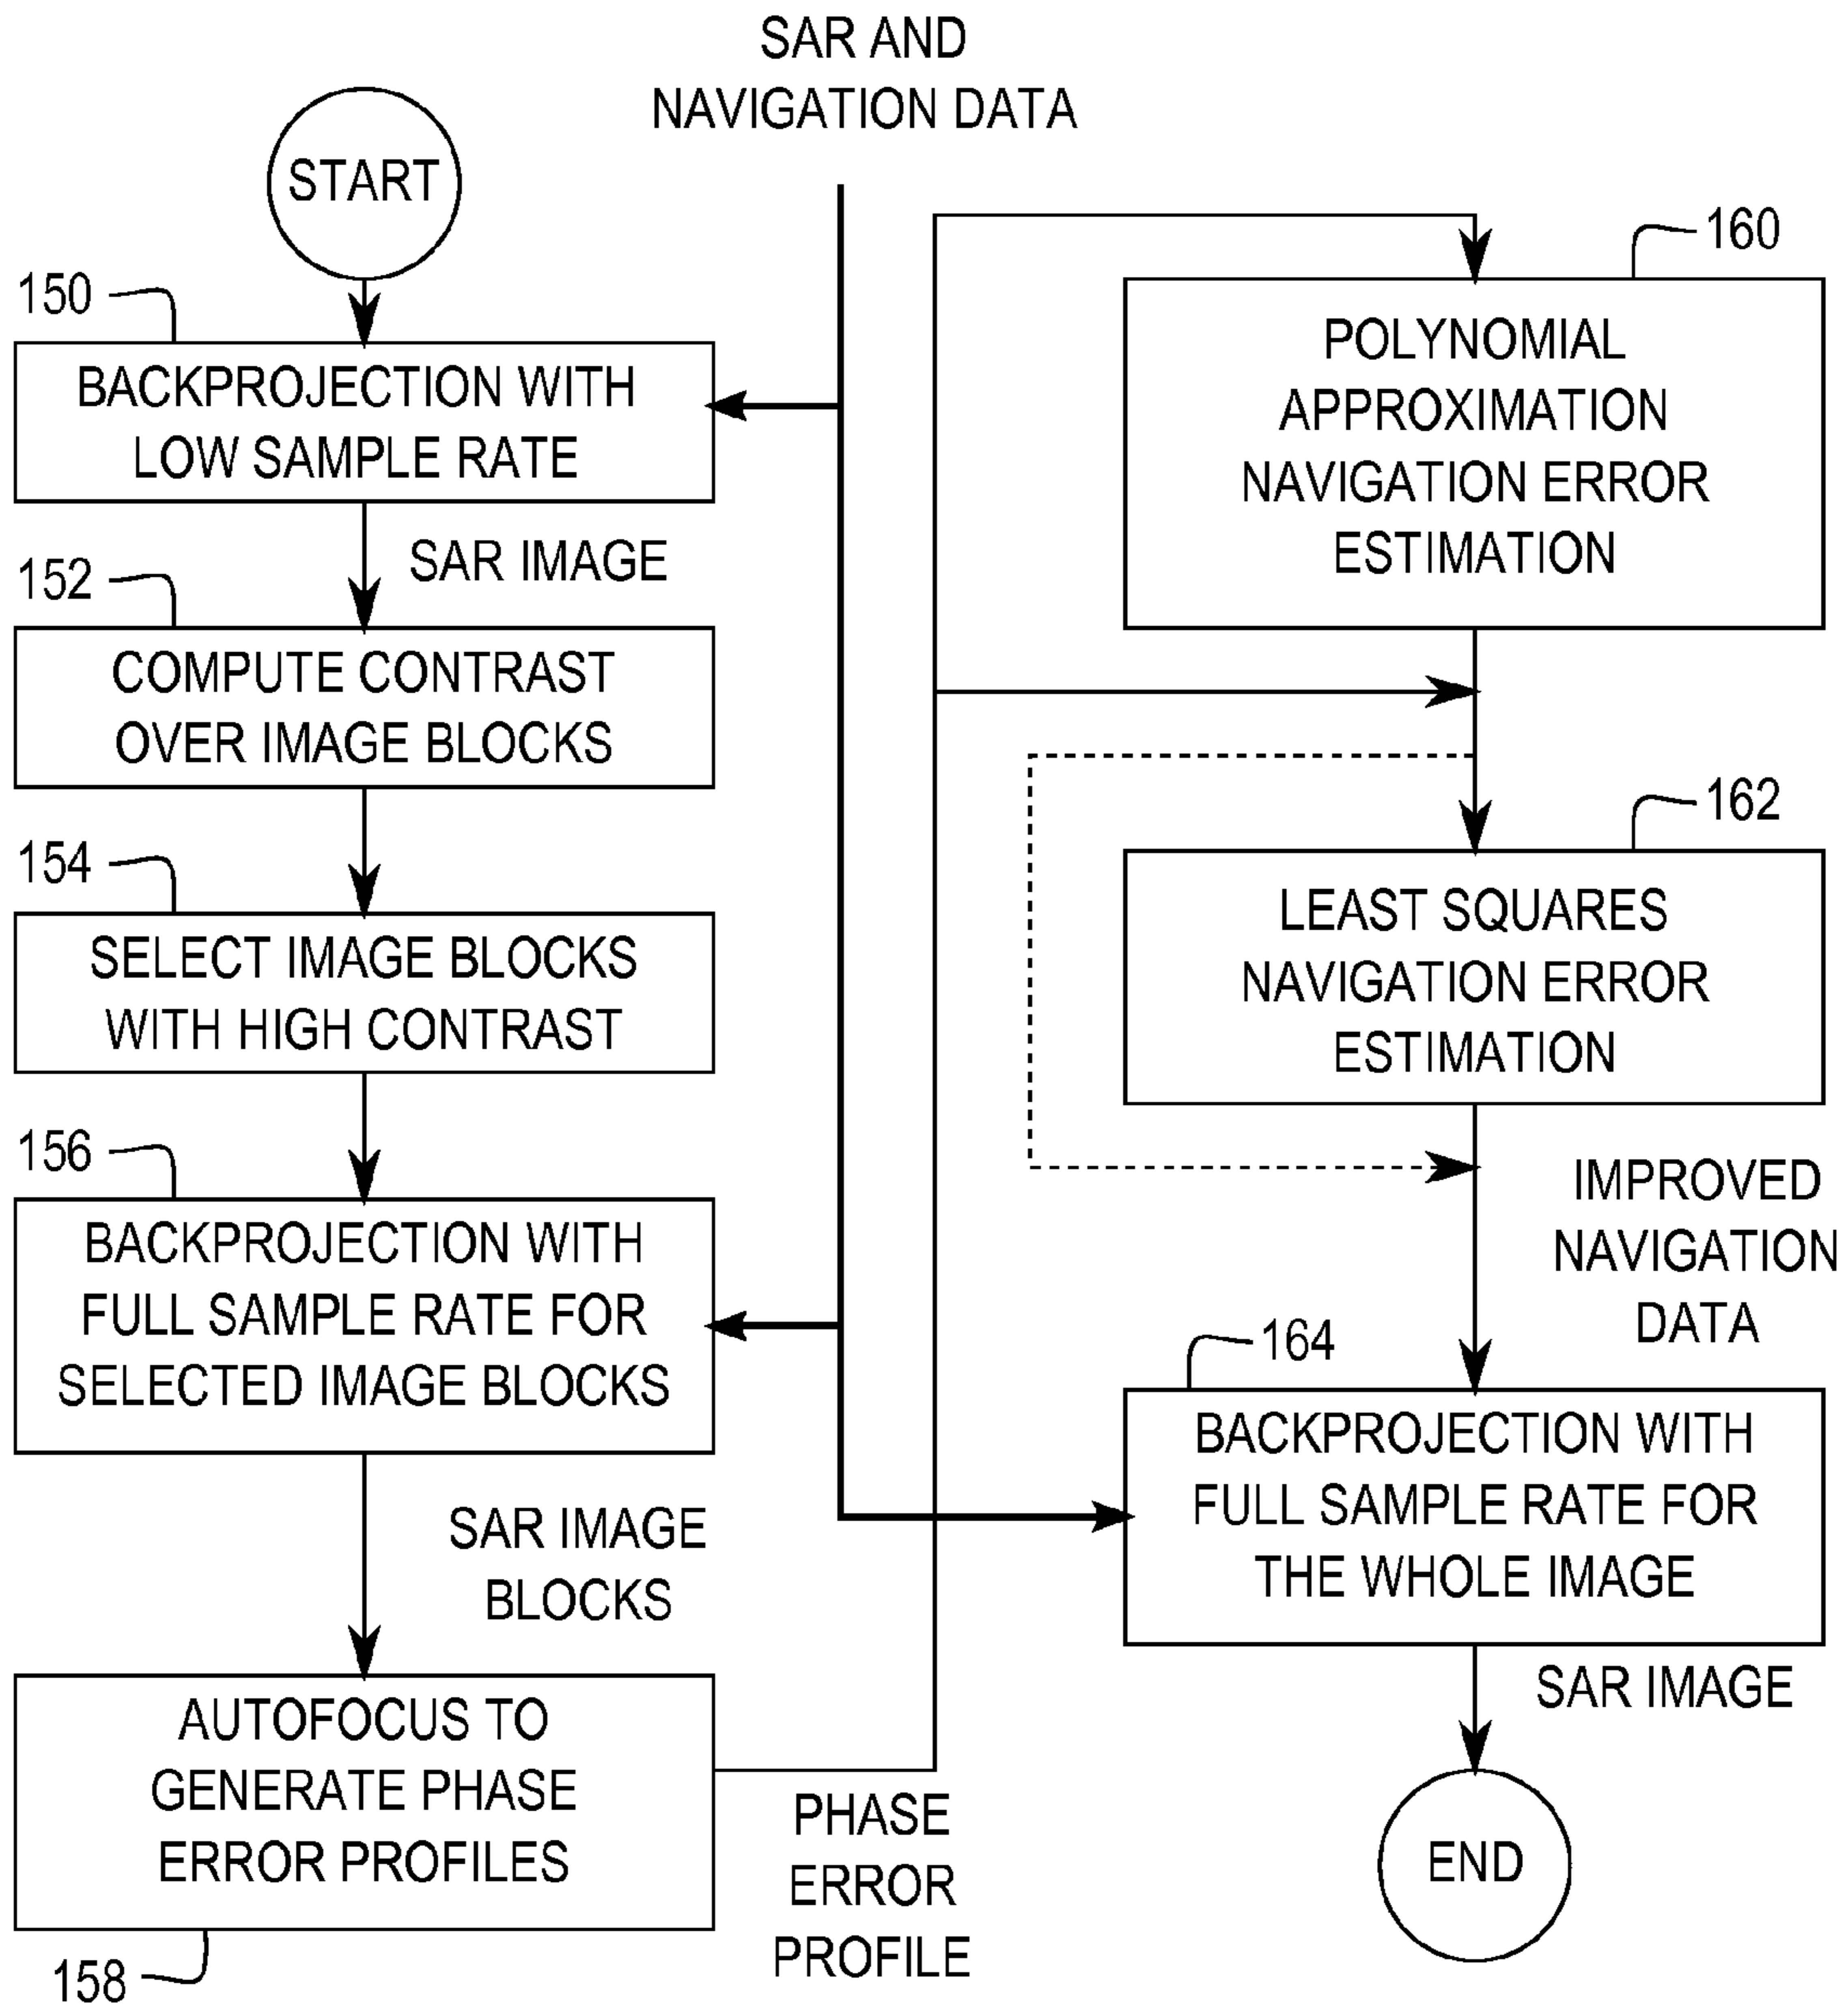 SAR AND
NAVIGATION DATA
START
150
BACKPROJECTION WITH
LOW SAMPLE RATE
SAR IMAGE
152
COMPUTE CONTRAST
OVER IMAGE BLOCKS
154
SELECT IMAGE BLOCKS
WITH HIGH CONTRAST
156
BACKPROJECTION WITH
FULL SAMPLE RATE FOR
SELECTED IMAGE BLOCKS
SAR IMAGE
BLOCKS
AUTOFOCUS TO
GENERATE PHASE
ERROR PROFILES
158
PHASE
ERROR
PROFILE
160
POLYNOMIAL
APPROXIMATION
NAVIGATION ERROR
ESTIMATION
162
LEAST SQUARES
NAVIGATION ERROR
ESTIMATION
IMPROVED
NAVIGATION
DATA
164
BACKPROJECTION WITH
FULL SAMPLE RATE FOR
THE WHOLE IMAGE
SAR IMAGE
END